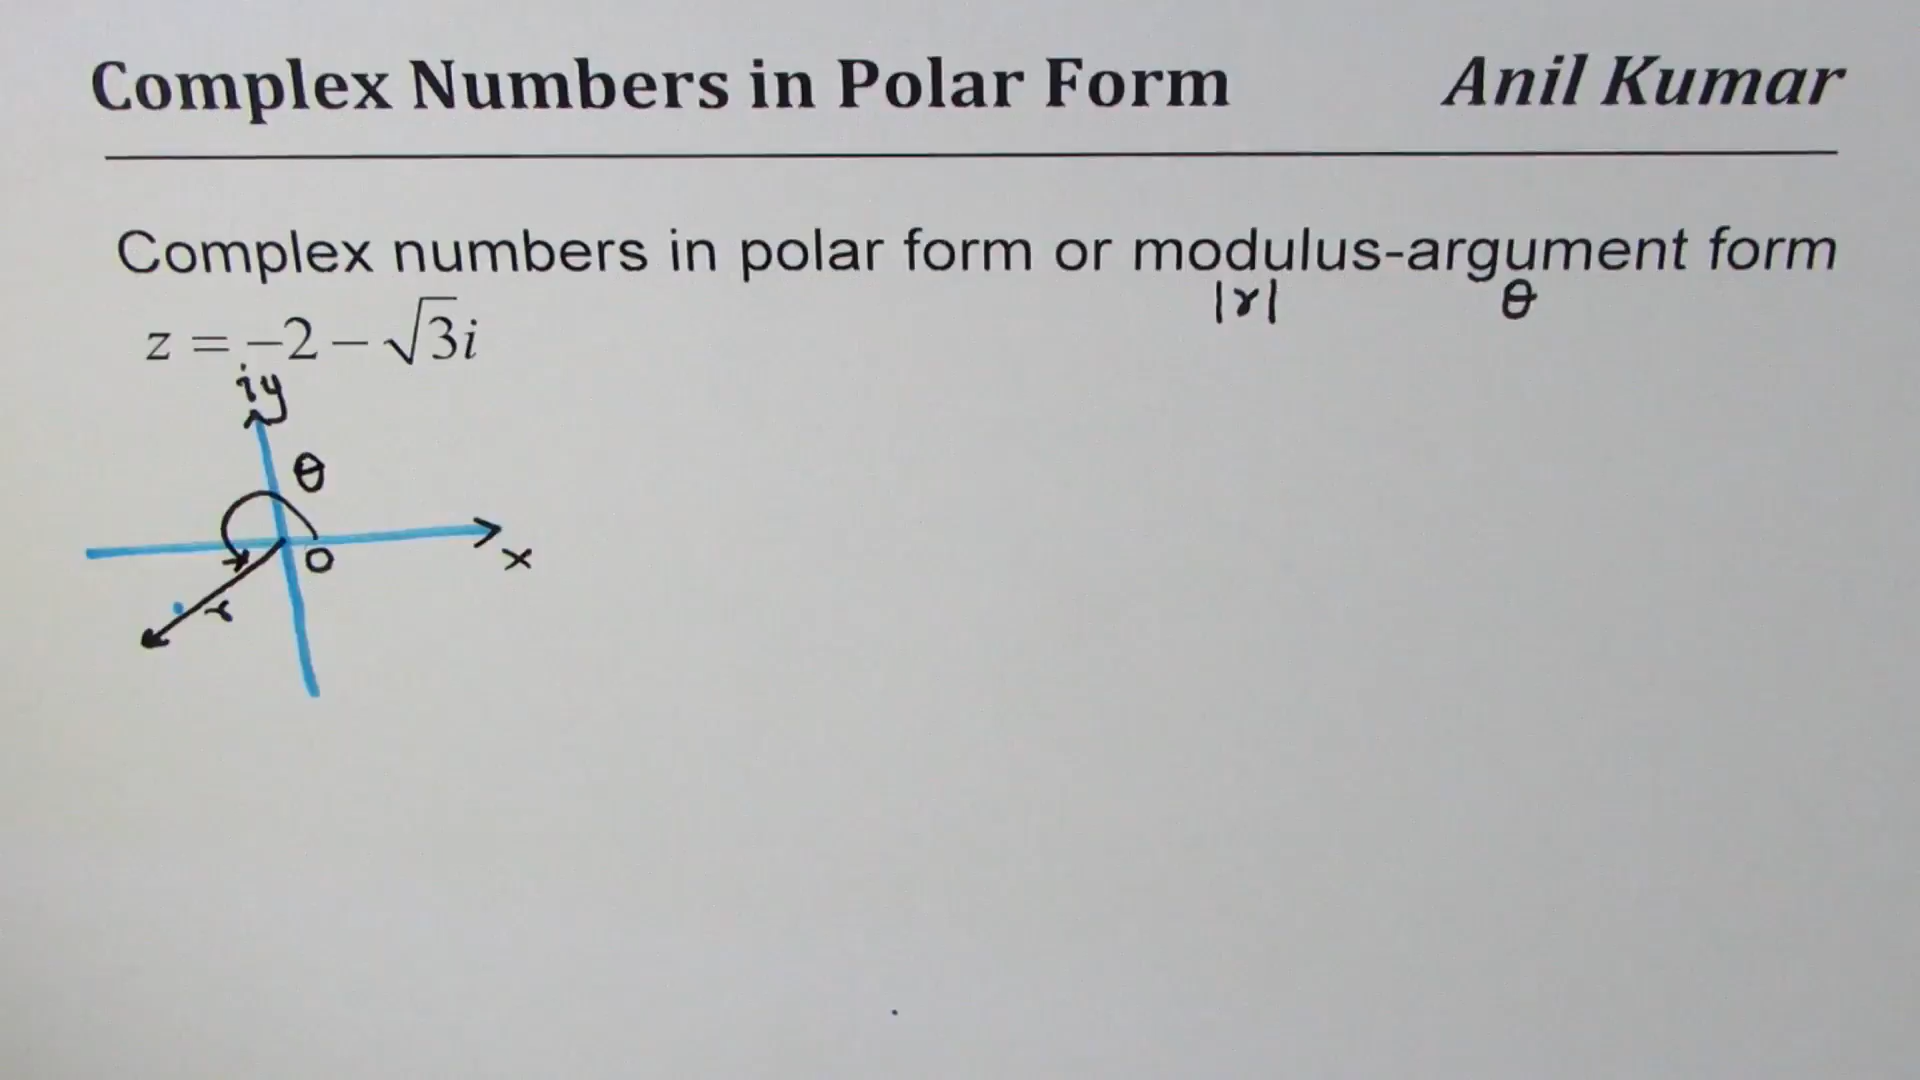 Complex Numbers in Polar Form Anil Kumar
Complex numbers in polar form or modulus-argument form
|r| θ
z = -2 - √3i
iy
θ
O
x
r